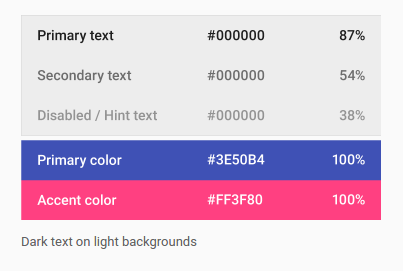 Primary text #000000 87%
Secondary text #000000 54%
Disabled / Hint text #000000 38%
Primary color #3E50B4 100%
Accent color #FF3F80 100%
Dark text on light backgrounds